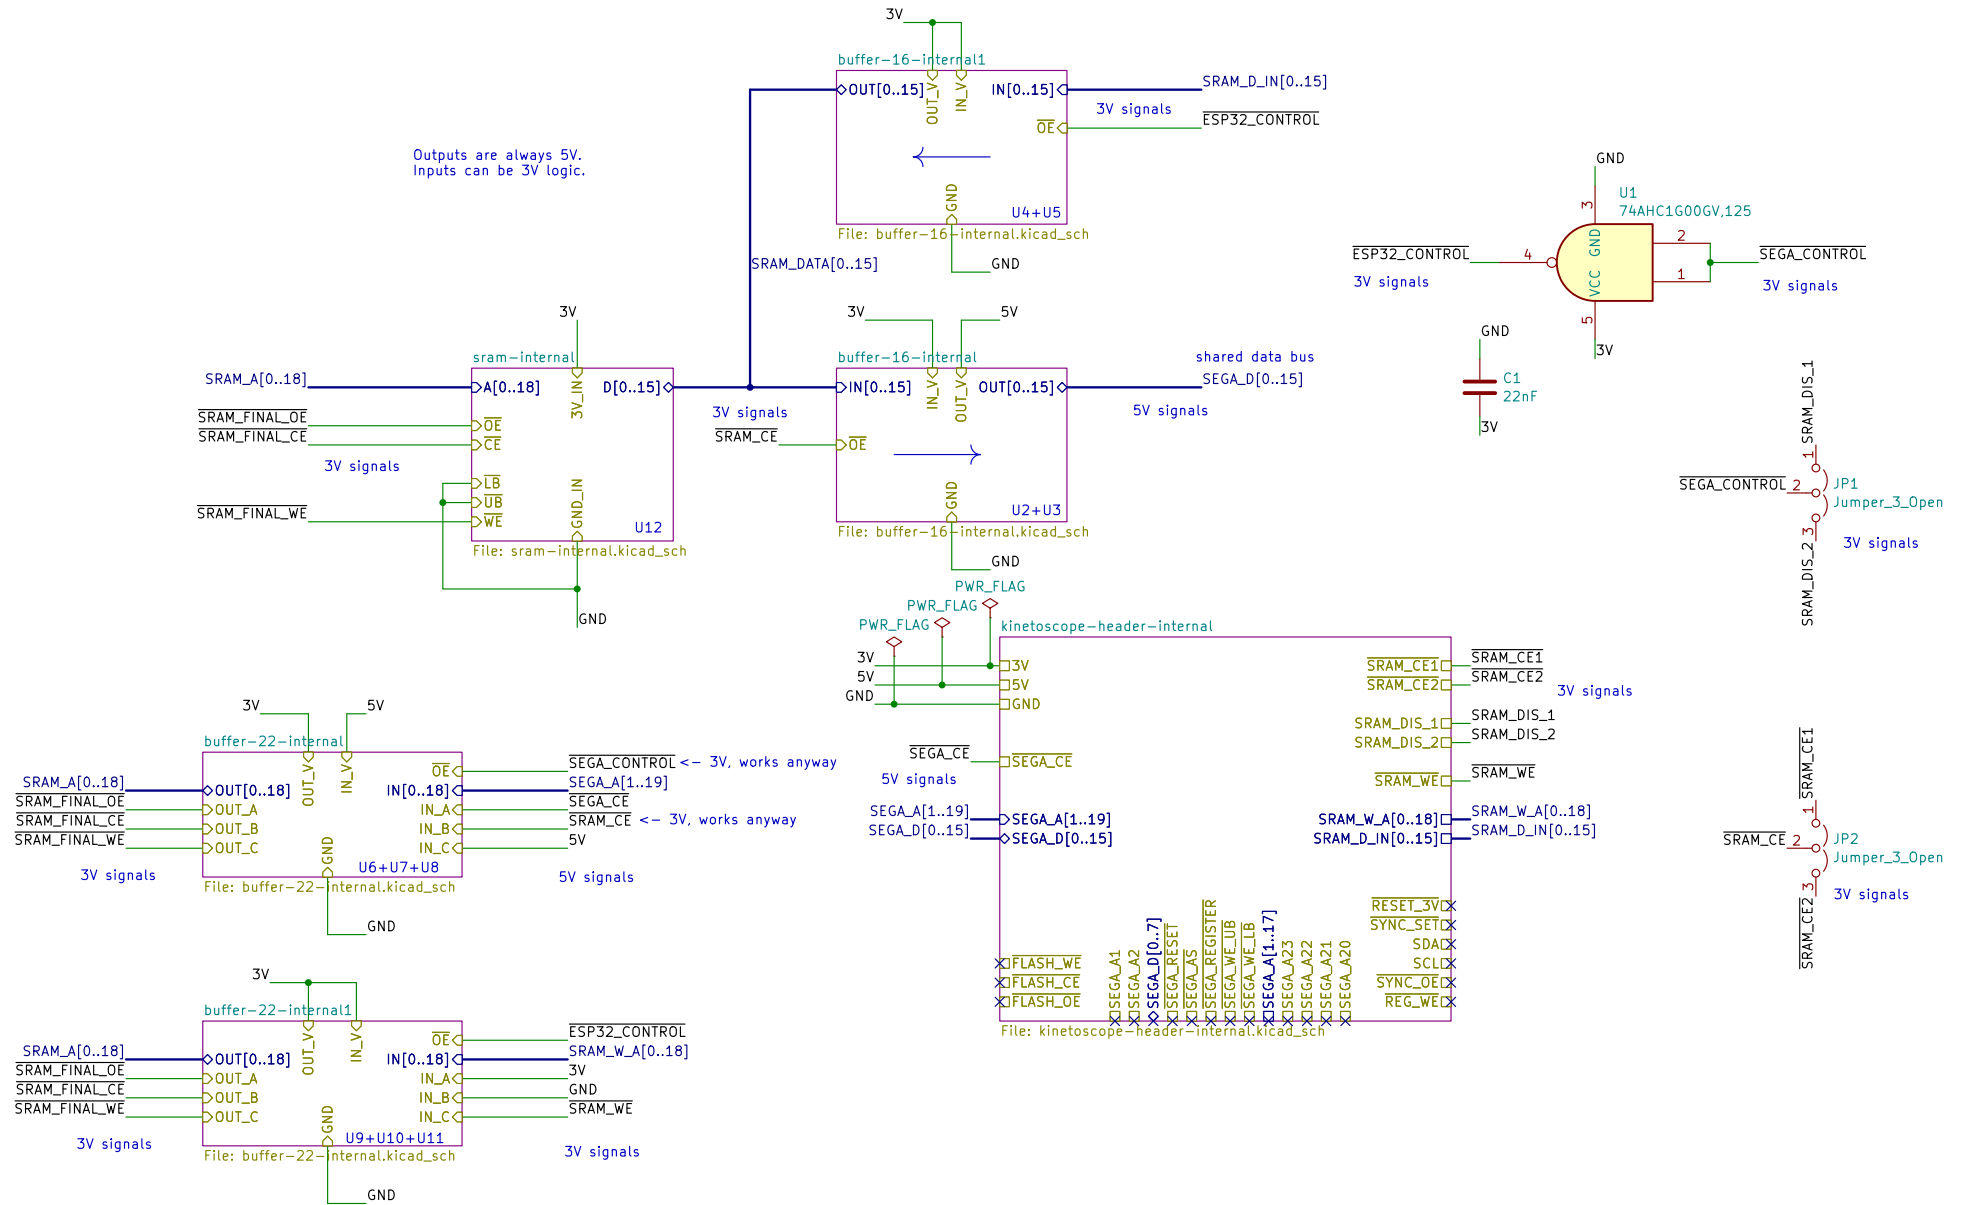 3V
buffer-16-internal1
OUT[0..15]
OUT_V
IN_V
IN[0..15]
SRAM_D_IN[0..15]
3V signals
OE
ESP32_CONTROL
GND
U4+U5
File: buffer-16-internal.kicad_sch
GND
Outputs are always 5V.
Inputs can be 3V logic.
SRAM_DATA[0..15]
3V
sram-internal
SRAM_A[0..18]
A[0..18]
3V_IN
D[0..15]
SRAM_FINAL_OE
OE
SRAM_FINAL_CE
CE
3V signals
LB
UB
SRAM_FINAL_WE
WE
GND_IN
U12
File: sram-internal.kicad_sch
GND
3V
5V
buffer-16-internal
IN[0..15]
IN_V
OUT_V
OUT[0..15]
shared data bus
SEGA_D[0..15]
3V signals
5V signals
SRAM_CE
OE
GND
U2+U3
File: buffer-16-internal.kicad_sch
GND
GND
U1
74AHC1G00GV,125
3
GND
VCC
5
3V
ESP32_CONTROL
4
3V signals
2
1
SEGA_CONTROL
3V signals
GND
C1
22nF
3V
SRAM_DIS_1
1
SEGA_CONTROL
2
JP1
Jumper_3_Open
3
SRAM_DIS_2
3V signals
PWR_FLAG
PWR_FLAG
PWR_FLAG
kinetoscope-header-internal
3V
3V
5V
5V
GND
GND
SEGA_CE
SEGA_CE
5V signals
SEGA_A[1..19]
SEGA_A[1..19]
SEGA_D[0..15]
SEGA_D[0..15]
FLASH_WE
FLASH_CE
FLASH_OE
SEGA_A1
SEGA_A2
SEGA_D[0..7]
SEGA_RESET
SEGA_AS
SEGA_REGISTER
SEGA_WE_UB
SEGA_WE_LB
SEGA_A[1..17]
SEGA_A23
SEGA_A22
SEGA_A21
SEGA_A20
SRAM_CE1
SRAM_CE1
SRAM_CE2
SRAM_CE2
3V signals
SRAM_DIS_1
SRAM_DIS_1
SRAM_DIS_2
SRAM_DIS_2
SRAM_WE
SRAM_WE
SRAM_W_A[0..18]
SRAM_W_A[0..18]
SRAM_D_IN[0..15]
SRAM_D_IN[0..15]
RESET_3V
SYNC_SET
SDA
SCL
SYNC_OE
REG_WE
File: kinetoscope-header-internal.kicad_sch
SRAM_CE1
1
SRAM_CE
2
JP2
Jumper_3_Open
3
SRAM_CE2
3V signals
3V
5V
buffer-22-internal
OUT_V
IN_V
OE
SEGA_CONTROL
<- 3V, works anyway
SRAM_A[0..18]
OUT[0..18]
IN[0..18]
SEGA_A[1..19]
SRAM_FINAL_OE
OUT_A
IN_A
SEGA_CE
SRAM_FINAL_CE
OUT_B
IN_B
SRAM_CE
<- 3V, works anyway
SRAM_FINAL_WE
OUT_C
IN_C
5V
GND
U6+U7+U8
3V signals
5V signals
File: buffer-22-internal.kicad_sch
GND
3V
buffer-22-internal1
OUT_V
IN_V
OE
ESP32_CONTROL
SRAM_A[0..18]
OUT[0..18]
IN[0..18]
SRAM_W_A[0..18]
SRAM_FINAL_OE
OUT_A
IN_A
3V
SRAM_FINAL_CE
OUT_B
IN_B
GND
SRAM_FINAL_WE
OUT_C
IN_C
SRAM_WE
GND
U9+U10+U11
3V signals
3V signals
File: buffer-22-internal.kicad_sch
GND